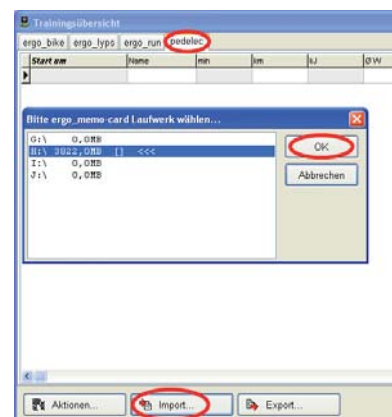 Trainingsübersicht
ergo_bike ergo_lyps ergo_run pedelec
Start am Name min km kJ Ø W
Bitte ergo_memo-card Laufwerk wählen...
G:\ 0,0MB
H:\ 3822,0MB [] <<<
I:\ 0,0MB
J:\ 0,0MB
OK
Abbrechen
Aktionen... Import... Export...